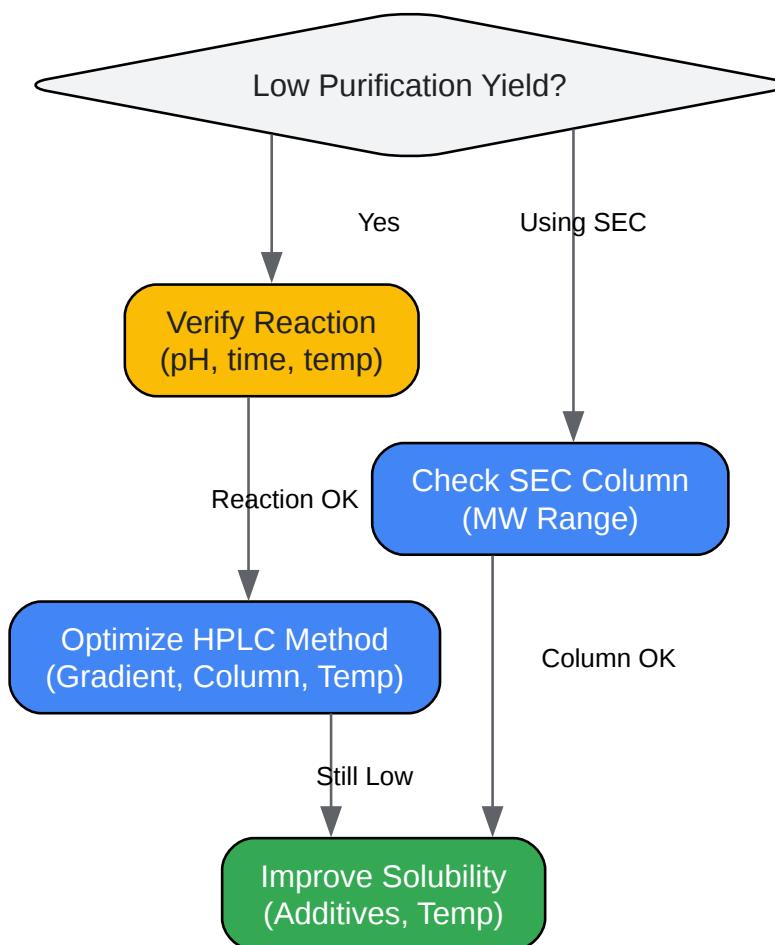 Low Purification Yield?
Yes
Using SEC
Verify Reaction
(pH, time, temp)
Reaction OK
Check SEC Column
(MW Range)
Optimize HPLC Method
(Gradient, Column, Temp)
Column OK
Still Low
Improve Solubility
(Additives, Temp)